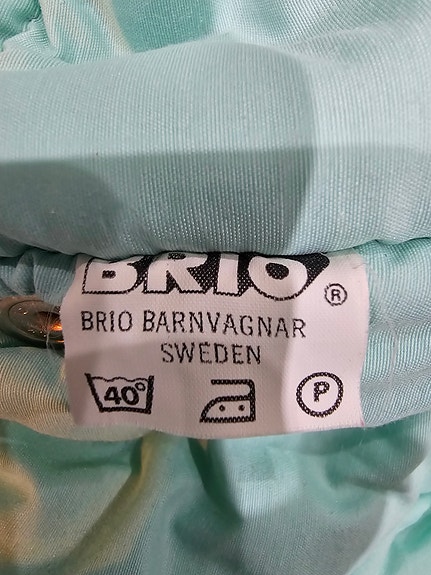 BRIO
®
BRIO BARNVAGNAR
SWEDEN
40° P